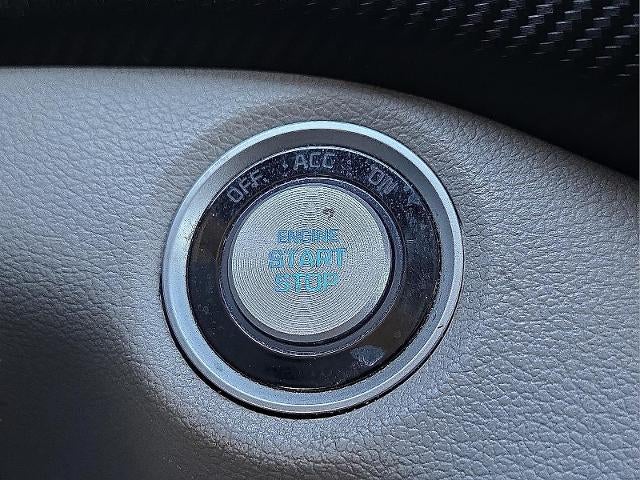 OFF ACC ON
ENGINE
START
STOP